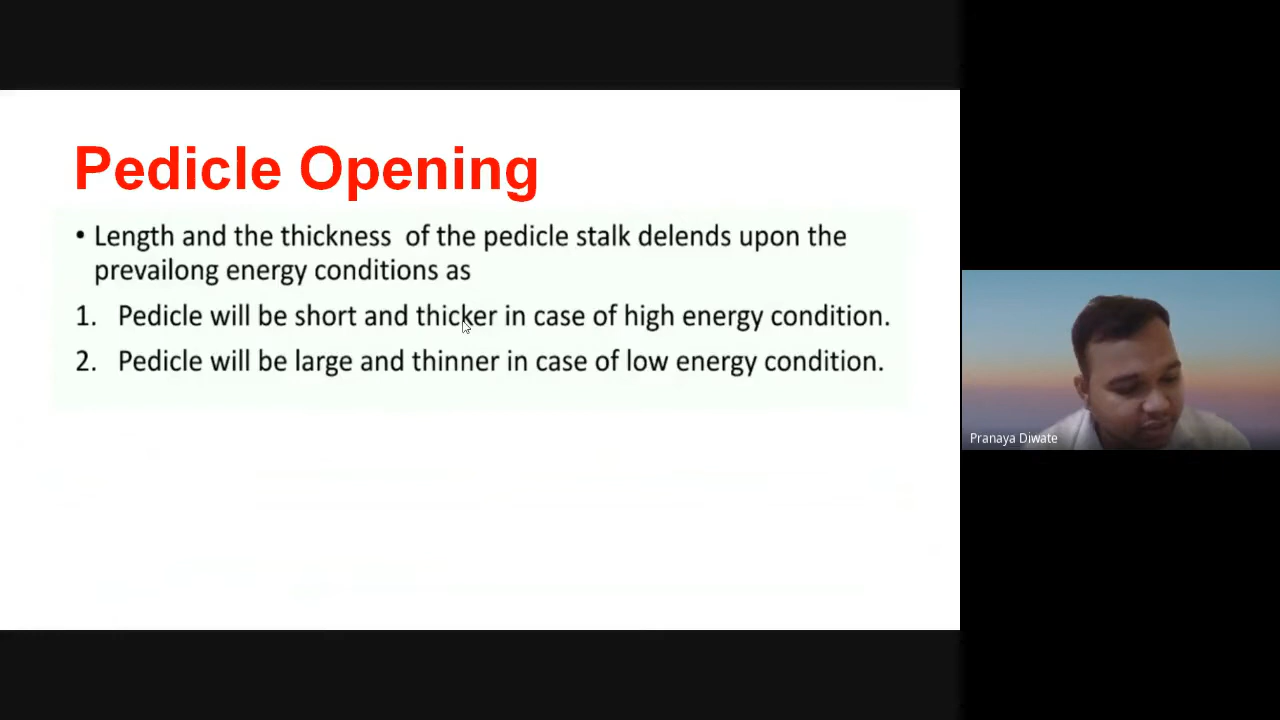 Pedicle Opening
• Length and the thickness of the pedicle stalk delends upon the
prevailong energy conditions as
1. Pedicle will be short and thicker in case of high energy condition.
2. Pedicle will be large and thinner in case of low energy condition.
Pranaya Diwate